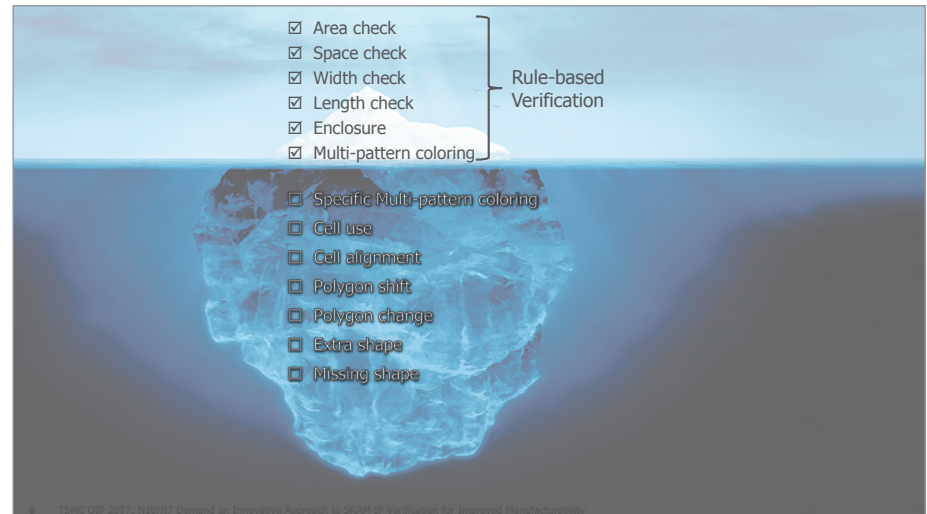 ☑ Area check
☑ Space check
☑ Width check
☑ Length check
☑ Enclosure
☑ Multi-pattern coloring
Rule-based
Verification
☐ Specific Multi-pattern coloring
☐ Cell use
☐ Cell alignment
☐ Polygon shift
☐ Polygon change
☐ Extra shape
☐ Missing shape
8 TSMC OIP 2017: N10/N7 Demand an Innovative Approach to SRAM IP Verification for Improved Manufacturability